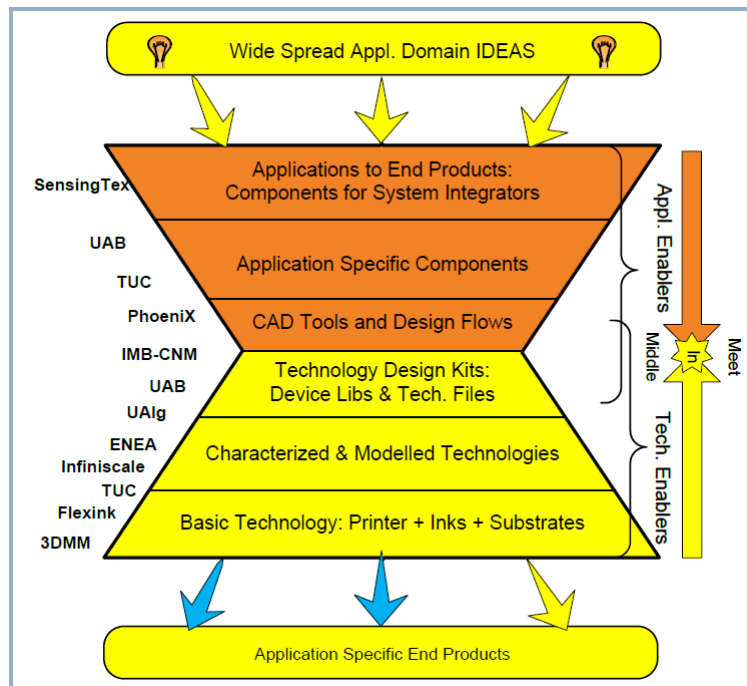 Wide Spread Appl. Domain IDEAS
Applications to End Products:
Components for System Integrators
Application Specific Components
CAD Tools and Design Flows
Technology Design Kits:
Device Libs & Tech. Files
Characterized & Modelled Technologies
Basic Technology: Printer + Inks + Substrates
Application Specific End Products
SensingTex
UAB
TUC
PhoeniX
IMB-CNM
UAB
UAlg
ENEA
Infiniscale
TUC
Flexink
3DMM
Appl. Enablers
Tech. Enablers
Meet
In
Middle